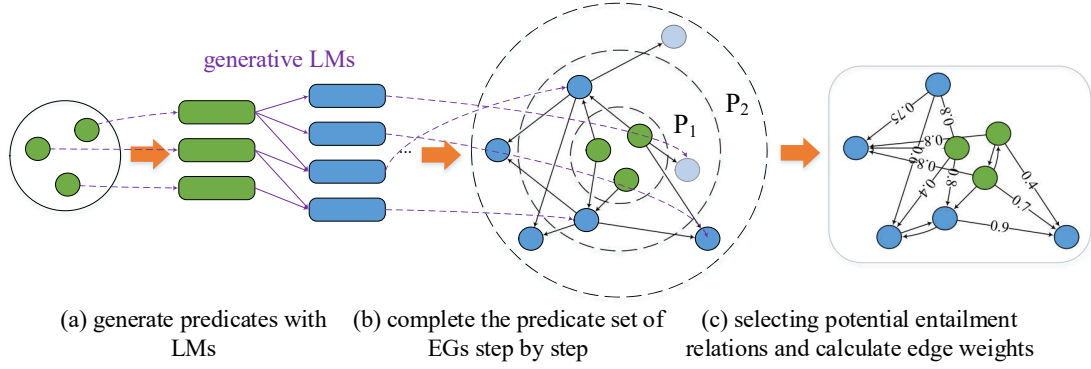 generative LMs
...
P1
P2
0.75
0.8
0.8
0.8
0.4
0.8
0.4
0.7
0.9
(a) generate predicates with
LMs
(b) complete the predicate set of
EGs step by step
(c) selecting potential entailment
relations and calculate edge weights